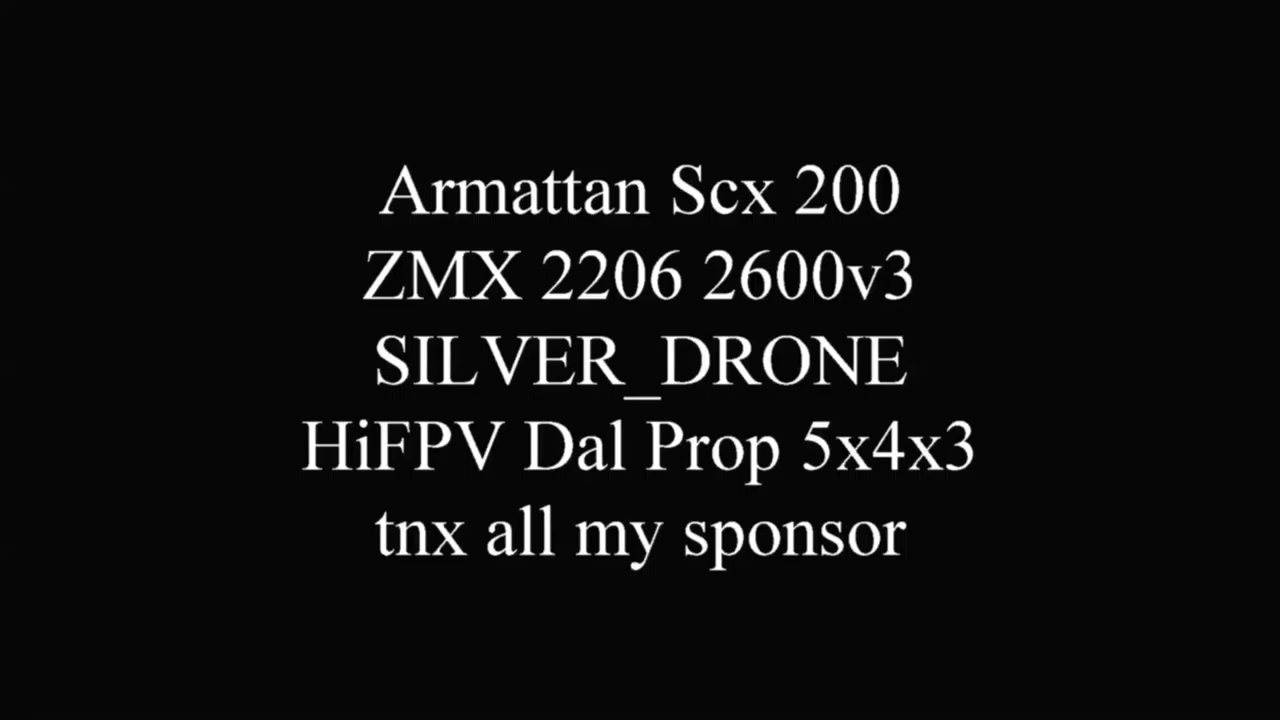 Armattan Scx 200
ZMX 2206 2600v3
SILVER_DRONE
HiFPV Dal Prop 5x4x3
tnx all my sponsor